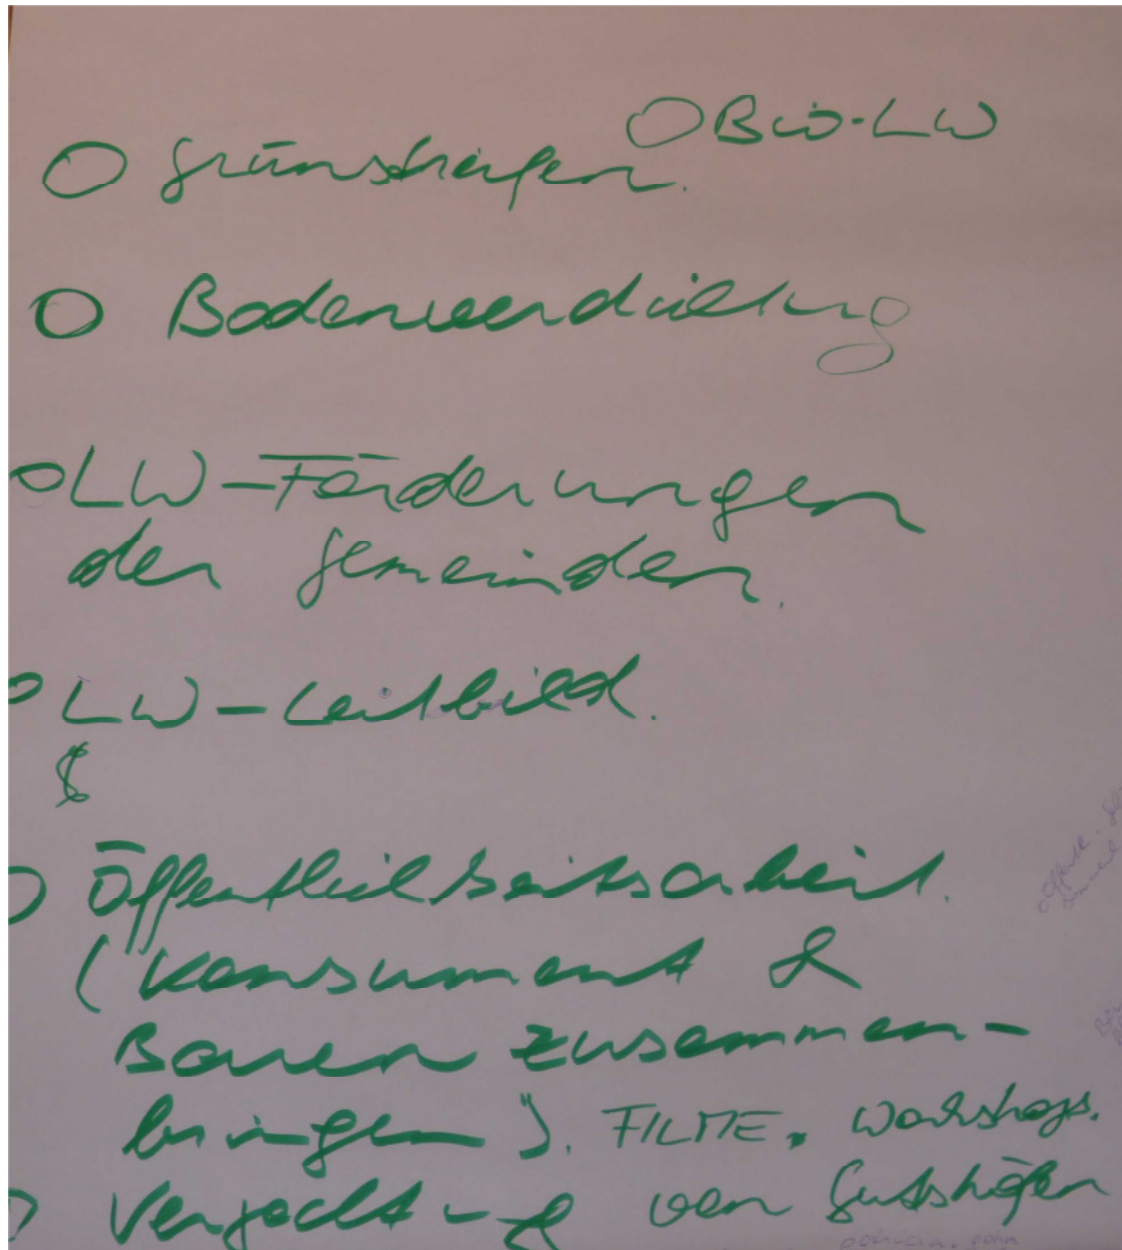 O Bio-LW
O Grünstreifen.
O Bodenverdichtung
O LW-Förderungen
der Gemeinden.
O LW-Leitbild.
O Öffentlichkeitsarbeit.
(Konsument &
Bauern zusammen-
bringen). FILME. Workshops.
O Verpachtung von Gutshöfen